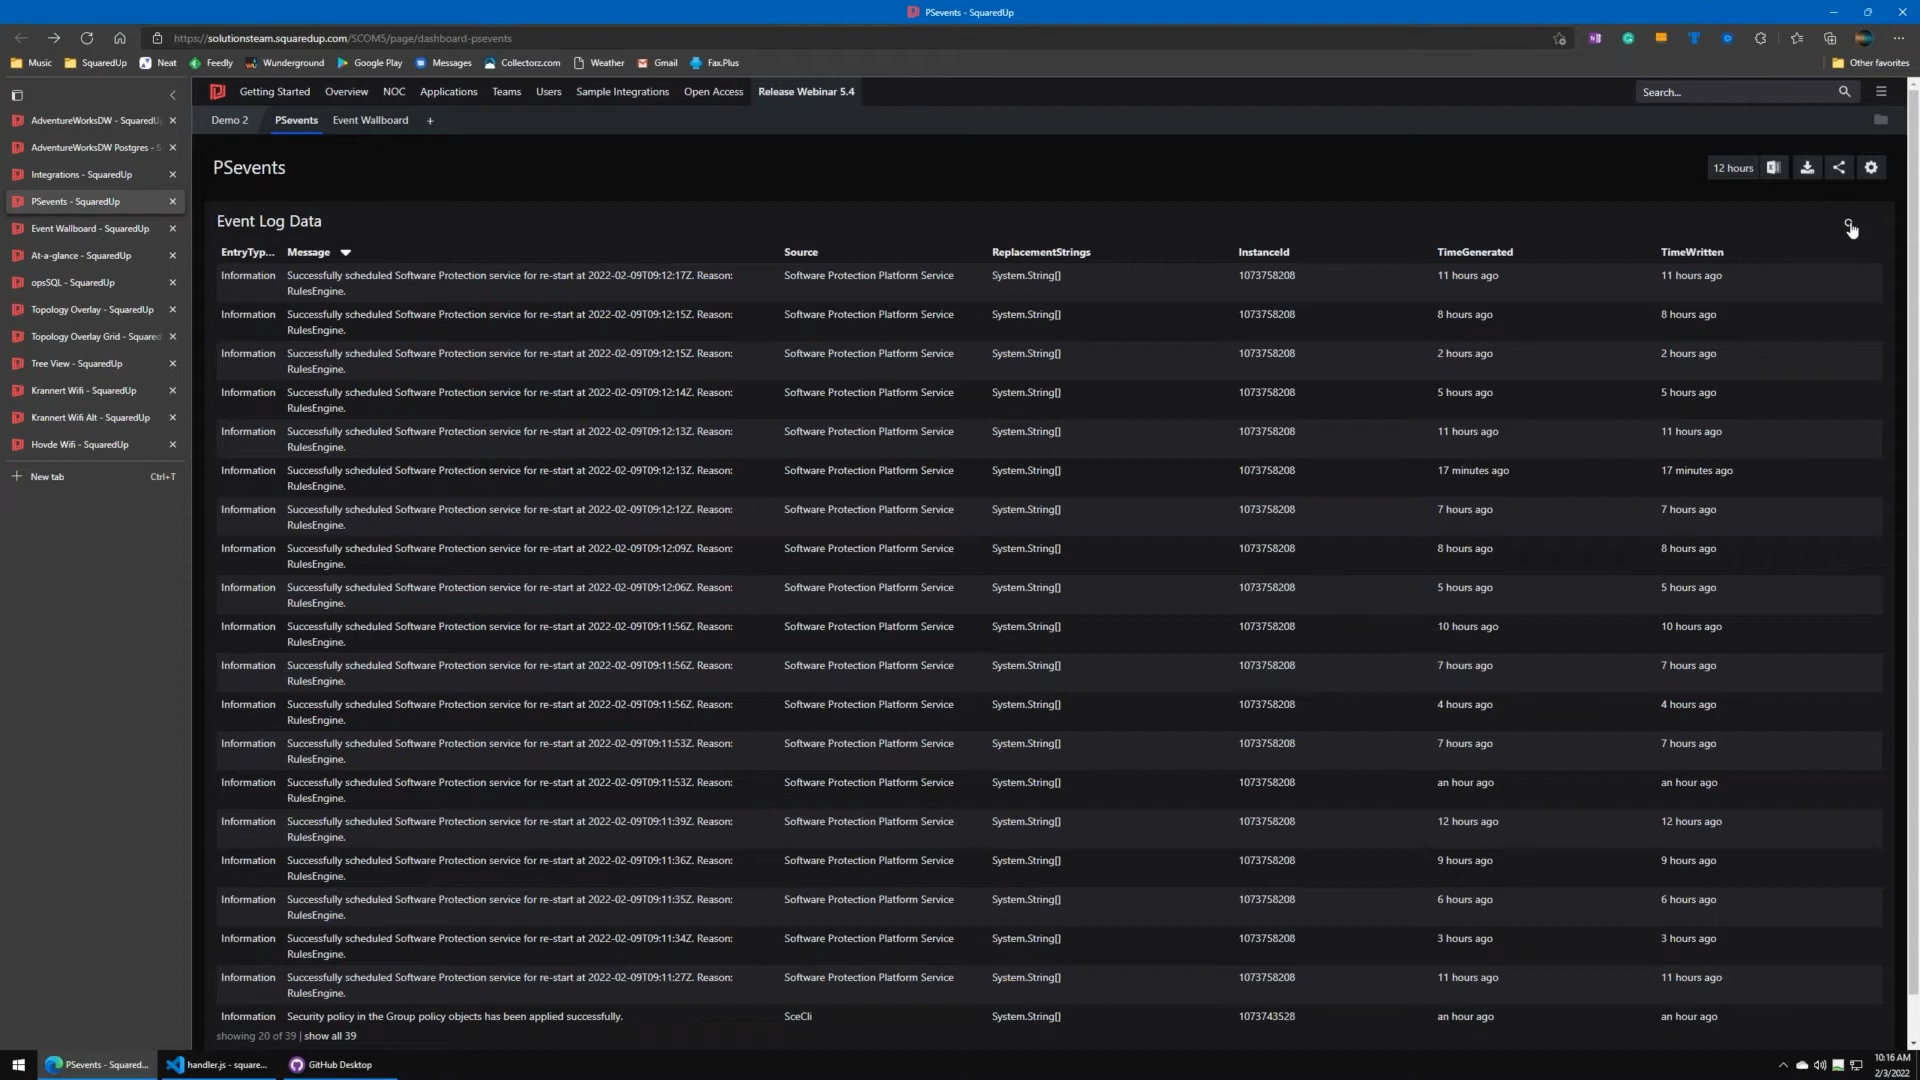 PSevents - SquaredUp
https://solutionsteam.squaredup.com/SCOM5/page/dashboard-psevents
Music SquaredUp Neat Feedly Wunderground Google Play Messages Collectorz.com Weather Gmail Fax.Plus Other favorites
Getting Started Overview NOC Applications Teams Users Sample Integrations Open Access Release Webinar 5.4 Search...
Demo 2 PSevents Event Wallboard +
AdventureWorksDW - SquaredU
AdventureWorksDW Postgres - S
Integrations - SquaredUp
PSevents - SquaredUp
Event Wallboard - SquaredUp
At-a-glance - SquaredUp
opsSQL - SquaredUp
Topology Overlay - SquaredUp
Topology Overlay Grid - Squared
Tree View - SquaredUp
Krannert Wifi - SquaredUp
Krannert Wifi Alt - SquaredUp
Hovde Wifi - SquaredUp
New tab Ctrl+T
PSevents 12 hours
Event Log Data
EntryTyp... Message Source ReplacementStrings InstanceId TimeGenerated TimeWritten
Information Successfully scheduled Software Protection service for re-start at 2022-02-09T09:12:17Z. Reason: Software Protection Platform Service System.String[] 1073758208 11 hours ago 11 hours ago
RulesEngine.
Information Successfully scheduled Software Protection service for re-start at 2022-02-09T09:12:15Z. Reason: Software Protection Platform Service System.String[] 1073758208 8 hours ago 8 hours ago
RulesEngine.
Information Successfully scheduled Software Protection service for re-start at 2022-02-09T09:12:15Z. Reason: Software Protection Platform Service System.String[] 1073758208 2 hours ago 2 hours ago
RulesEngine.
Information Successfully scheduled Software Protection service for re-start at 2022-02-09T09:12:14Z. Reason: Software Protection Platform Service System.String[] 1073758208 5 hours ago 5 hours ago
RulesEngine.
Information Successfully scheduled Software Protection service for re-start at 2022-02-09T09:12:13Z. Reason: Software Protection Platform Service System.String[] 1073758208 11 hours ago 11 hours ago
RulesEngine.
Information Successfully scheduled Software Protection service for re-start at 2022-02-09T09:12:13Z. Reason: Software Protection Platform Service System.String[] 1073758208 17 minutes ago 17 minutes ago
RulesEngine.
Information Successfully scheduled Software Protection service for re-start at 2022-02-09T09:12:12Z. Reason: Software Protection Platform Service System.String[] 1073758208 7 hours ago 7 hours ago
RulesEngine.
Information Successfully scheduled Software Protection service for re-start at 2022-02-09T09:12:09Z. Reason: Software Protection Platform Service System.String[] 1073758208 8 hours ago 8 hours ago
RulesEngine.
Information Successfully scheduled Software Protection service for re-start at 2022-02-09T09:12:06Z. Reason: Software Protection Platform Service System.String[] 1073758208 5 hours ago 5 hours ago
RulesEngine.
Information Successfully scheduled Software Protection service for re-start at 2022-02-09T09:11:56Z. Reason: Software Protection Platform Service System.String[] 1073758208 10 hours ago 10 hours ago
RulesEngine.
Information Successfully scheduled Software Protection service for re-start at 2022-02-09T09:11:56Z. Reason: Software Protection Platform Service System.String[] 1073758208 7 hours ago 7 hours ago
RulesEngine.
Information Successfully scheduled Software Protection service for re-start at 2022-02-09T09:11:56Z. Reason: Software Protection Platform Service System.String[] 1073758208 4 hours ago 4 hours ago
RulesEngine.
Information Successfully scheduled Software Protection service for re-start at 2022-02-09T09:11:53Z. Reason: Software Protection Platform Service System.String[] 1073758208 7 hours ago 7 hours ago
RulesEngine.
Information Successfully scheduled Software Protection service for re-start at 2022-02-09T09:11:53Z. Reason: Software Protection Platform Service System.String[] 1073758208 an hour ago an hour ago
RulesEngine.
Information Successfully scheduled Software Protection service for re-start at 2022-02-09T09:11:39Z. Reason: Software Protection Platform Service System.String[] 1073758208 12 hours ago 12 hours ago
RulesEngine.
Information Successfully scheduled Software Protection service for re-start at 2022-02-09T09:11:36Z. Reason: Software Protection Platform Service System.String[] 1073758208 9 hours ago 9 hours ago
RulesEngine.
Information Successfully scheduled Software Protection service for re-start at 2022-02-09T09:11:35Z. Reason: Software Protection Platform Service System.String[] 1073758208 6 hours ago 6 hours ago
RulesEngine.
Information Successfully scheduled Software Protection service for re-start at 2022-02-09T09:11:34Z. Reason: Software Protection Platform Service System.String[] 1073758208 3 hours ago 3 hours ago
RulesEngine.
Information Successfully scheduled Software Protection service for re-start at 2022-02-09T09:11:27Z. Reason: Software Protection Platform Service System.String[] 1073758208 11 hours ago 11 hours ago
RulesEngine.
Information Security policy in the Group policy objects has been applied successfully. SceCli System.String[] 1073743528 an hour ago an hour ago
showing 20 of 39 | show all 39
PSevents - Squared... handler.js - square... GitHub Desktop 10:16 AM
2/3/2022